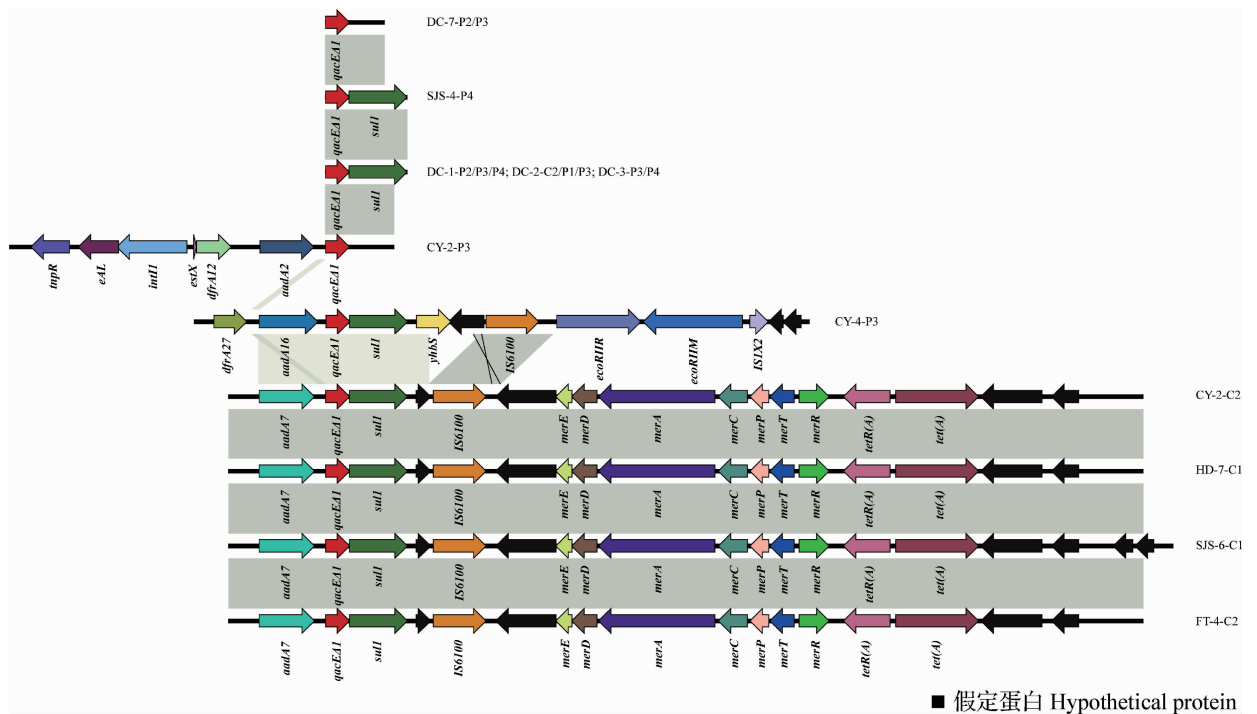 DC-7-P2/P3
qacEΔ1
SJS-4-P4
qacEΔ1 sul1
DC-1-P2/P3/P4; DC-2-C2/P1/P3; DC-3-P3/P4
qacEΔ1 sul1
CY-2-P3
tnpR eAL intI1 estX dfrA12 aadA2 qacEΔ1
CY-4-P3
dfrA27 aadA16 qacEΔ1 sul1 yhbS IS6100 ecoRIIR ecoRIIM IS1X2
CY-2-C2
aadA7 qacEΔ1 sul1 IS6100 merE merD merA merC merP merT merR tetR(A) tet(A)
HD-7-C1
aadA7 qacEΔ1 sul1 IS6100 merE merD merA merC merP merT merR tetR(A) tet(A)
SJS-6-C1
aadA7 qacEΔ1 sul1 IS6100 merE merD merA merC merP merT merR tetR(A) tet(A)
FT-4-C2
aadA7 qacEΔ1 sul1 IS6100 merE merD merA merC merP merT merR tetR(A) tet(A)
假定蛋白 Hypothetical protein